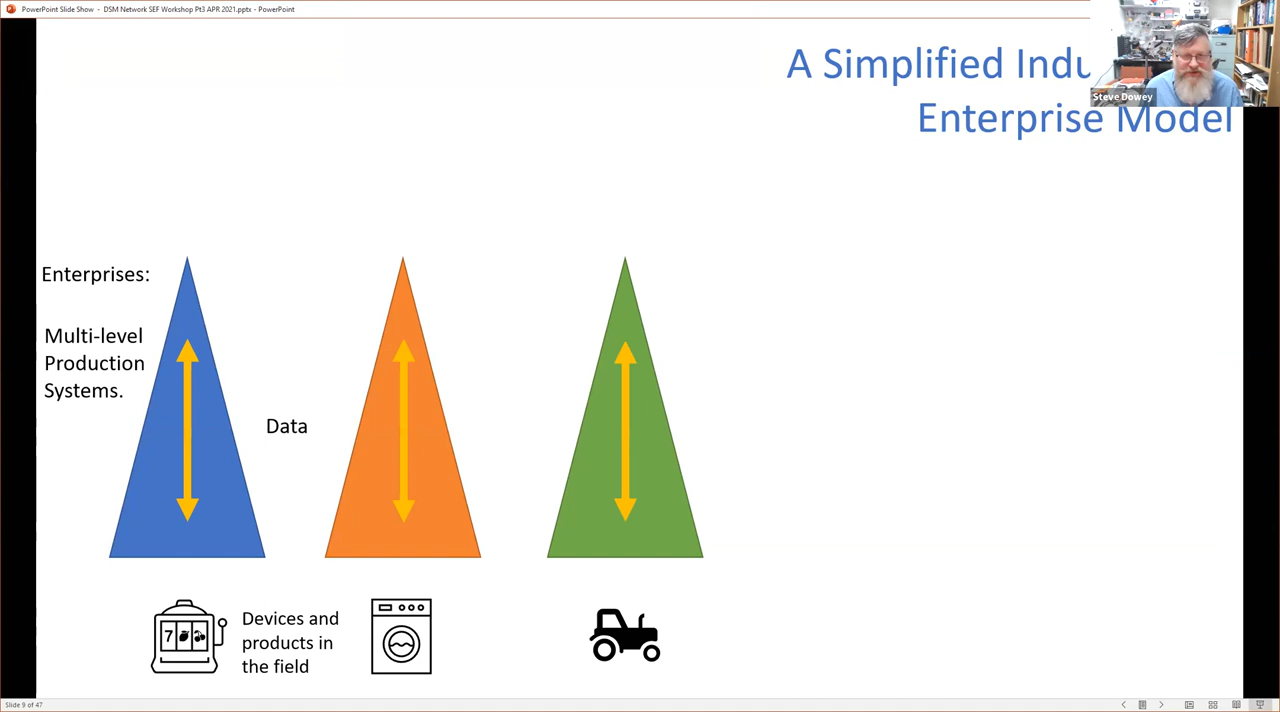 PowerPoint Slide Show - DSM Network SEF Workshop Pt3 APR 2021.pptx - PowerPoint
A Simplified Indu
Enterprise Model
Steve Dowey
Enterprises:
Multi-level
Production
Systems.
Data
7
Devices and
products in
the field
Slide 9 of 47